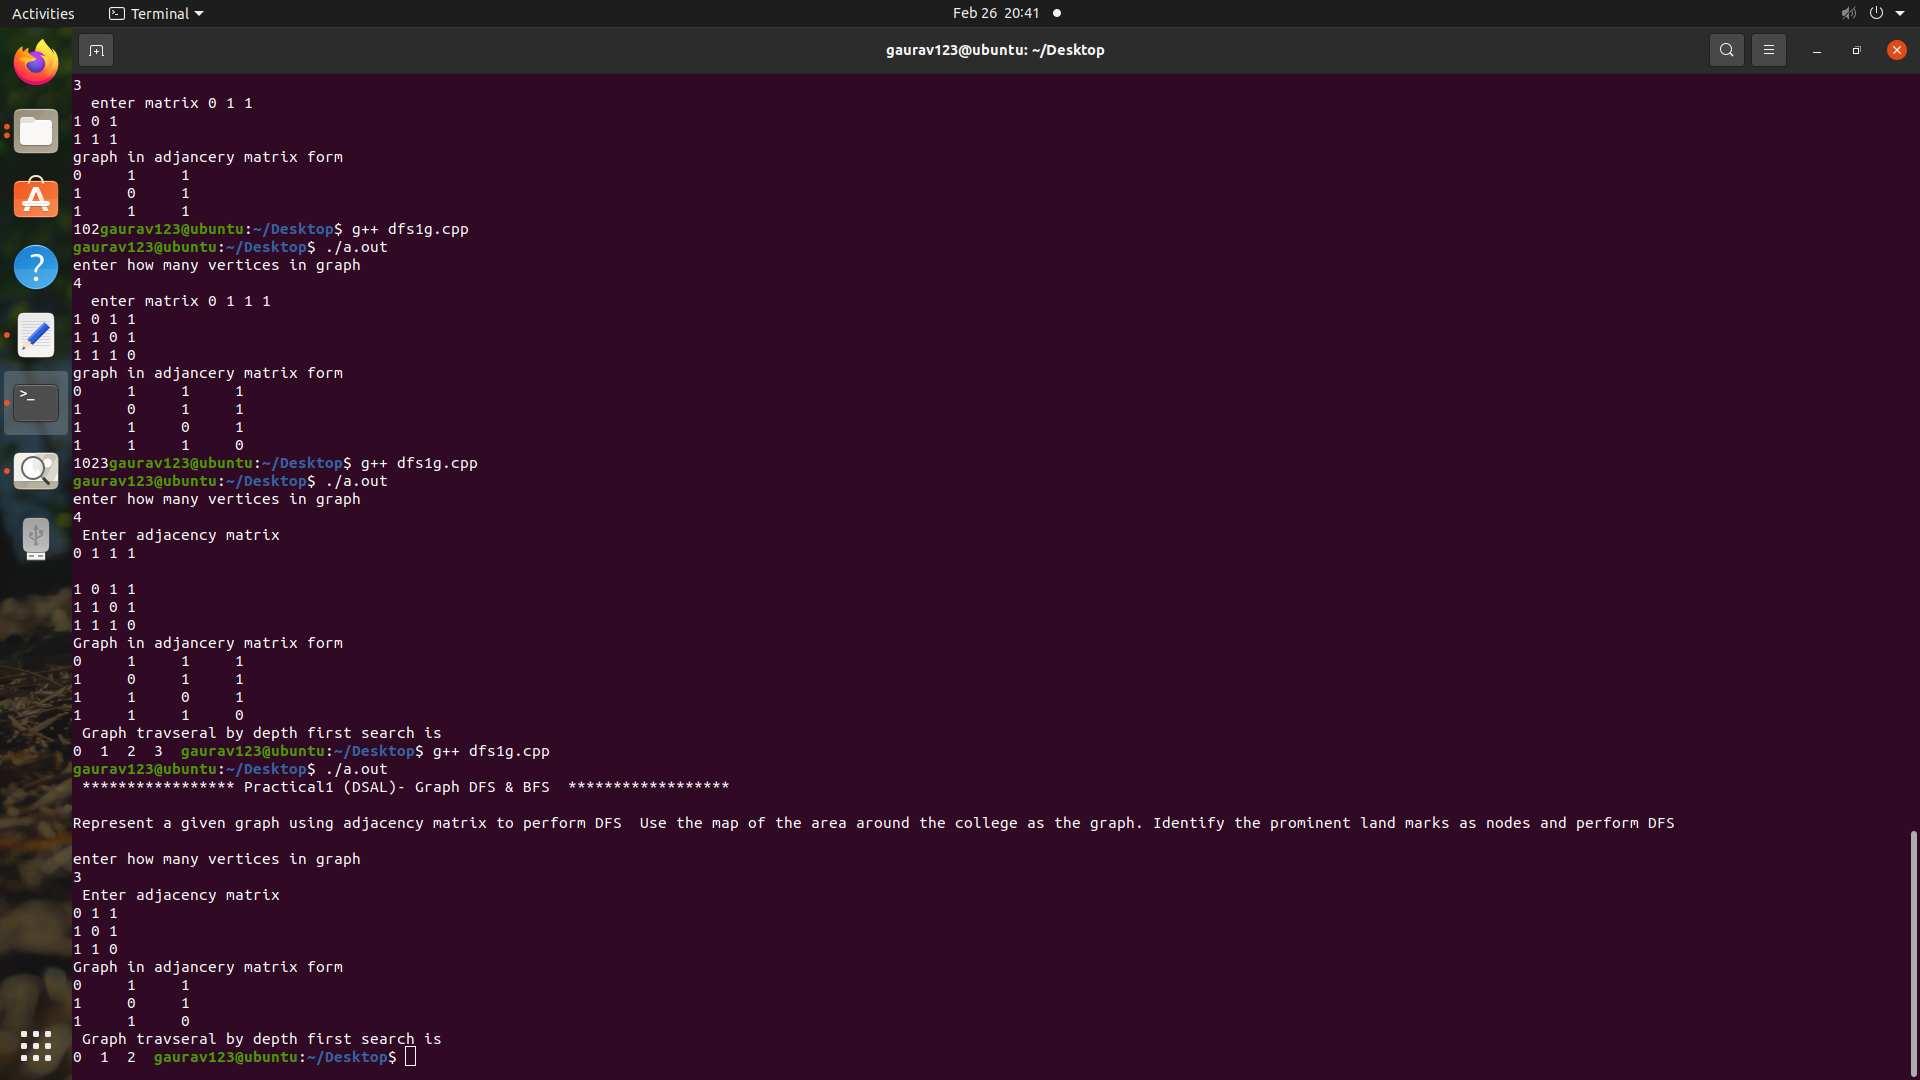 Activities
Terminal
Feb 26 20:41
gaurav123@ubuntu: ~/Desktop
3
enter matrix 0 1 1
1 0 1
1 1 1
graph in adjancery matrix form
0 1 1
1 0 1
1 1 1
102gaurav123@ubuntu:~/Desktop$ g++ dfs1g.cpp
gaurav123@ubuntu:~/Desktop$ ./a.out
enter how many vertices in graph
4
enter matrix 0 1 1 1
1 0 1 1
1 1 0 1
1 1 1 0
graph in adjancery matrix form
0 1 1 1
1 0 1 1
1 1 0 1
1 1 1 0
1023gaurav123@ubuntu:~/Desktop$ g++ dfs1g.cpp
gaurav123@ubuntu:~/Desktop$ ./a.out
enter how many vertices in graph
4
Enter adjacency matrix
0 1 1 1
1 0 1 1
1 1 0 1
1 1 1 0
Graph in adjancery matrix form
0 1 1 1
1 0 1 1
1 1 0 1
1 1 1 0
Graph travseral by depth first search is
0 1 2 3 gaurav123@ubuntu:~/Desktop$ g++ dfs1g.cpp
gaurav123@ubuntu:~/Desktop$ ./a.out
***************** Practical1 (DSAL)- Graph DFS & BFS ******************
Represent a given graph using adjacency matrix to perform DFS Use the map of the area around the college as the graph. Identify the prominent land marks as nodes and perform DFS
enter how many vertices in graph
3
Enter adjacency matrix
0 1 1
1 0 1
1 1 0
Graph in adjancery matrix form
0 1 1
1 0 1
1 1 0
Graph travseral by depth first search is
0 1 2 gaurav123@ubuntu:~/Desktop$